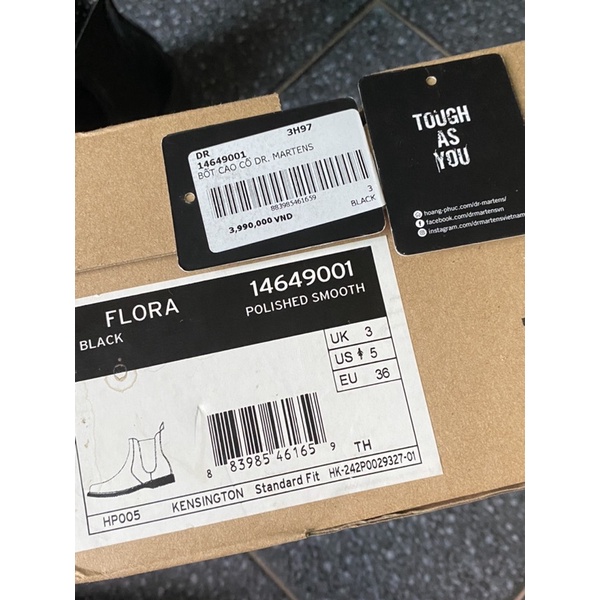 3H97
DR
14649001
BỐT CAO CỔ DR. MARTENS
883985461659
3
BLACK
3,990,000 VND
TOUGH
AS
YOU
hoang-phuc.com/dr-martens/
facebook.com/drmartensvn
instagram.com/drmartensvietnam
FLORA
14649001
BLACK
POLISHED SMOOTH
UK 3
US 5
EU 36
8 83985 46165 9
TH
HP005
KENSINGTON
Standard Fit
HK-242P0029327-01